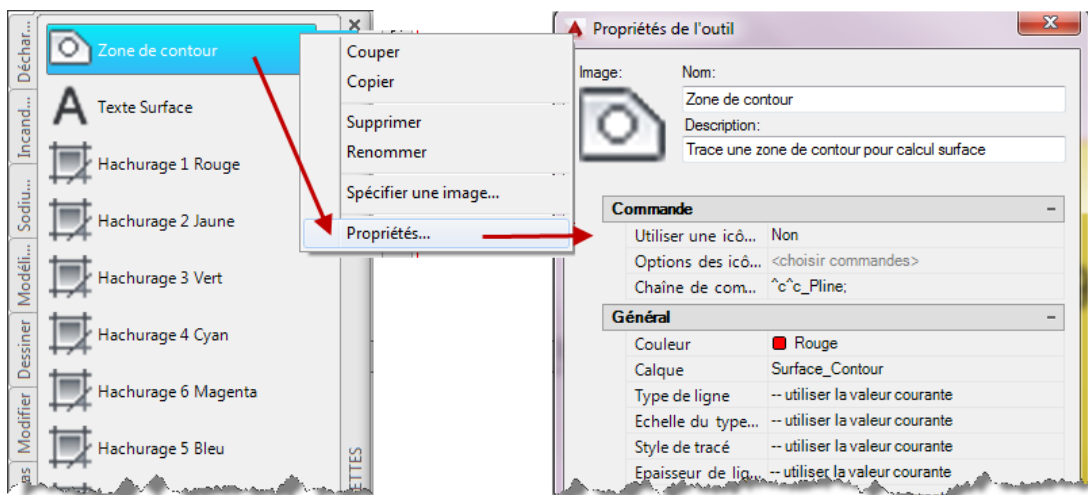 Déchar...
Incand...
Sodiu...
Modéli...
Dessiner
Modifier
as
Zone de contour
Texte Surface
Hachurage 1 Rouge
Hachurage 2 Jaune
Hachurage 3 Vert
Hachurage 4 Cyan
Hachurage 6 Magenta
Hachurage 5 Bleu
ETTES
Couper
Copier
Supprimer
Renommer
Spécifier une image...
Propriétés...
Propriétés de l'outil
Image:
Nom:
Zone de contour
Description:
Trace une zone de contour pour calcul surface
Commande
Utiliser une icô... Non
Options des icô... <choisir commandes>
Chaîne de com... ^c^c_Pline;
Général
Couleur Rouge
Calque Surface_Contour
Type de ligne -- utiliser la valeur courante
Echelle du type... -- utiliser la valeur courante
Style de tracé -- utiliser la valeur courante
Epaisseur de lig... -- utiliser la valeur courante